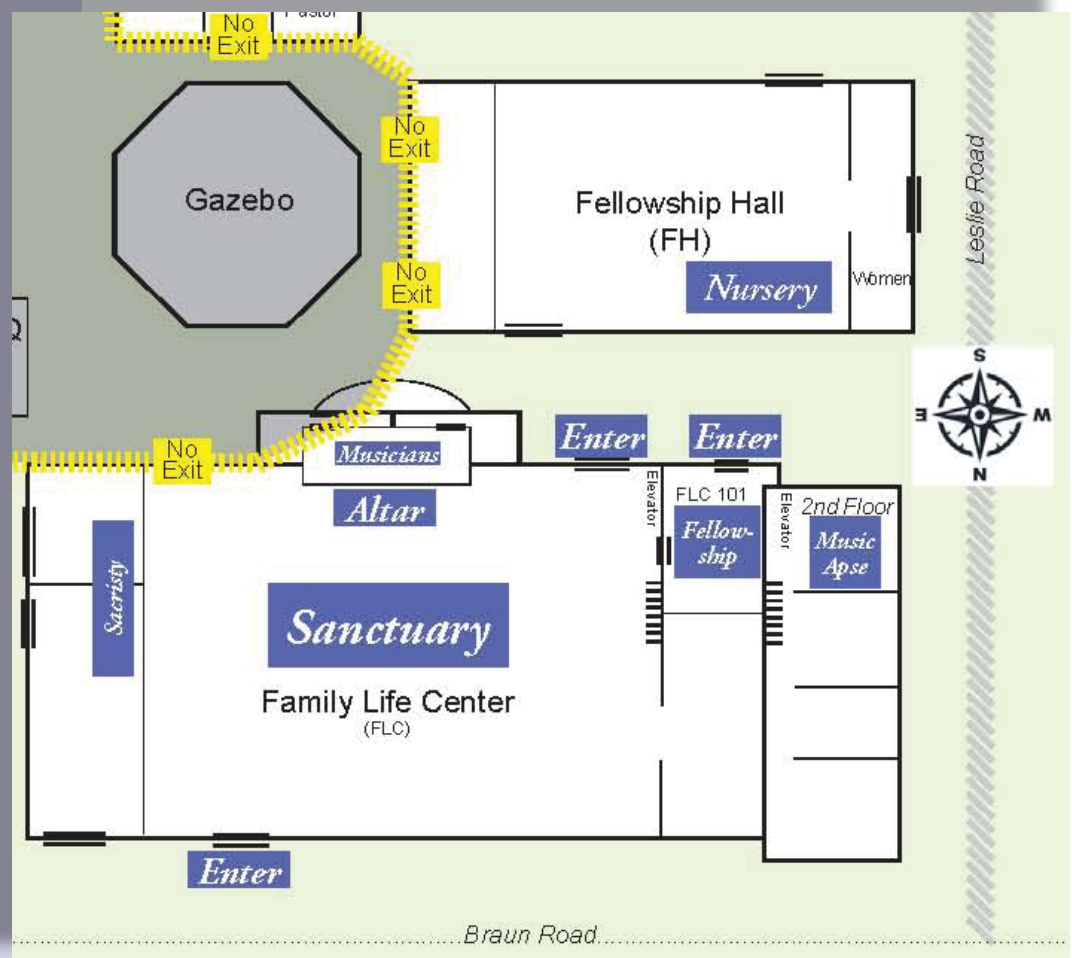 Pastor
No
Exit
No
Exit
Gazebo
Fellowship Hall
(FH)
Leslie Road
No
Exit
Nursery
Women
S
E
W
N
Enter
Enter
No
Exit
Musicians
Altar
Elevator
FLC 101
Elevator
2nd Floor
Fellow-
ship
Music
Apse
Sacristy
Sanctuary
Family Life Center
(FLC)
Enter
Braun Road